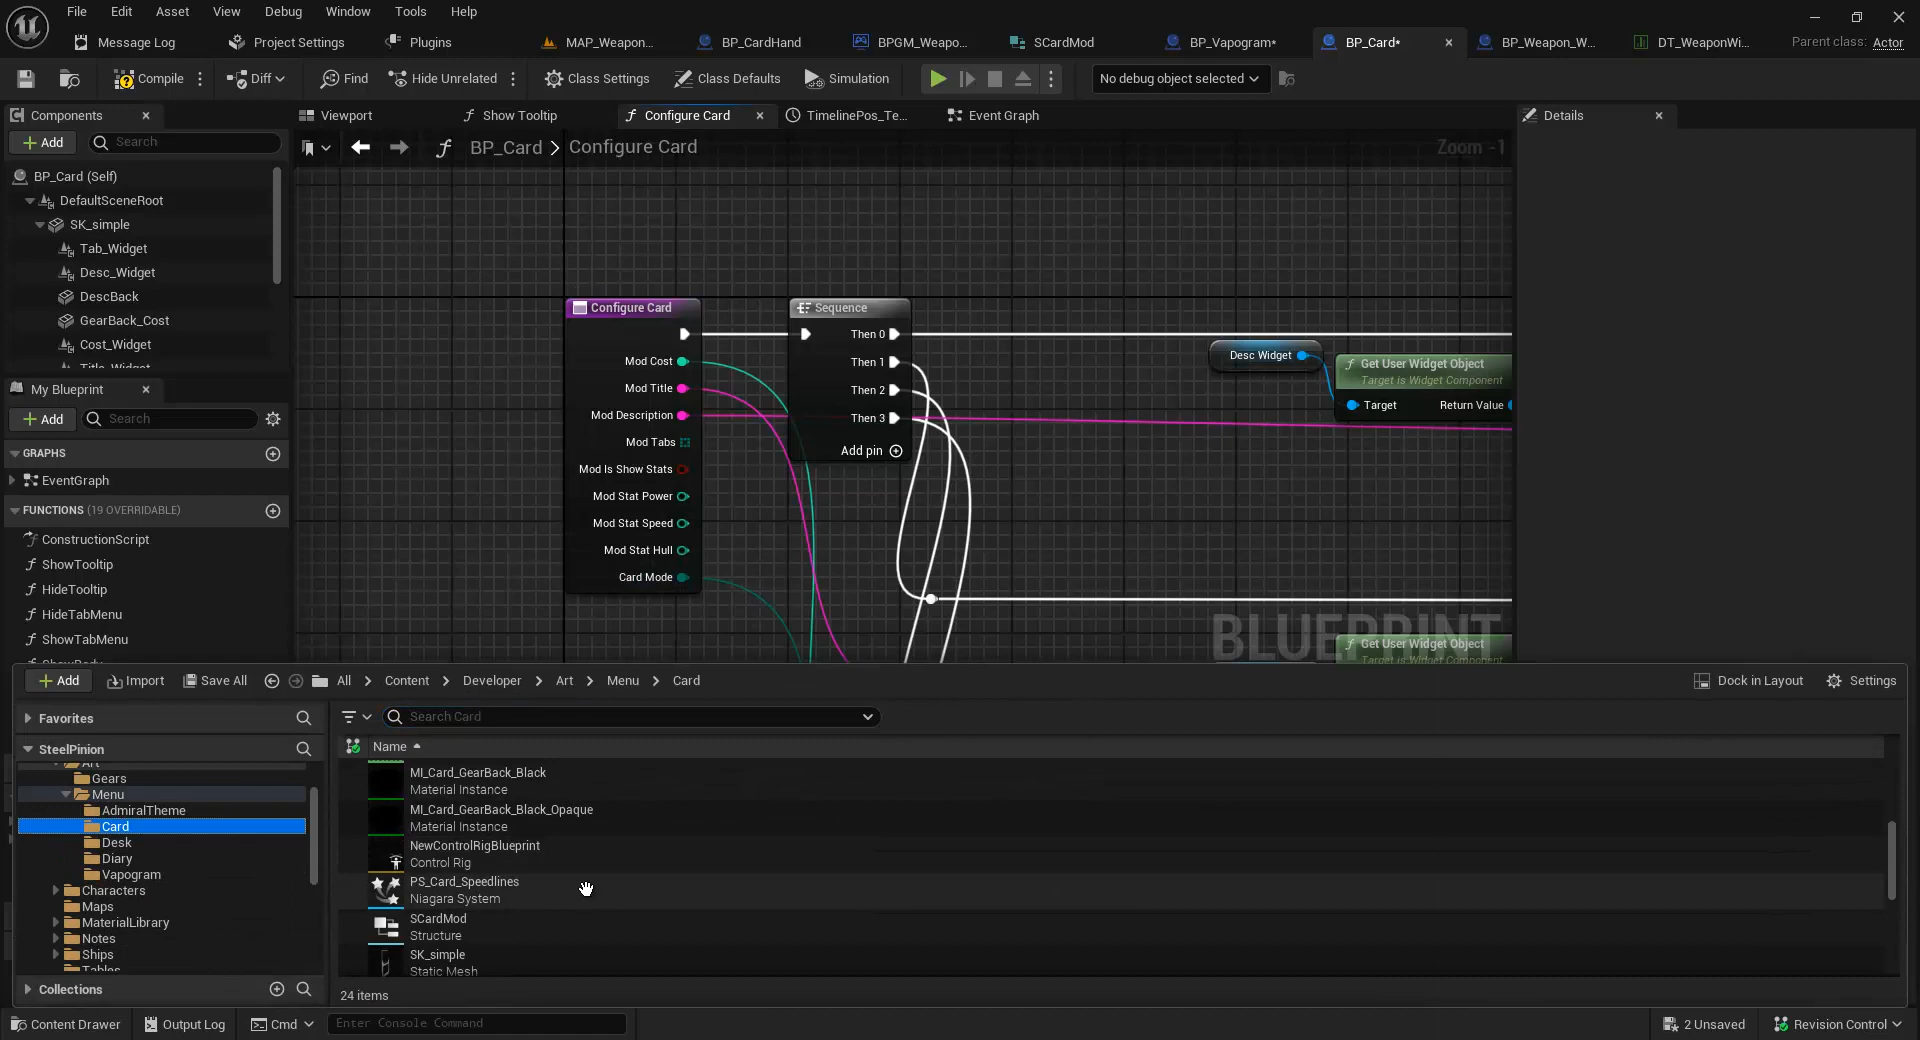 File Edit Asset View Debug Window Tools Help
Message Log Project Settings Plugins MAP_Weapon... BP_CardHand BPGM_Weapo... SCardMod BP_Vapogram* BP_Card* BP_Weapon_W... DT_WeaponWi... Parent class: Actor
Compile Diff Find Hide Unrelated Class Settings Class Defaults Simulation No debug object selected
Components Viewport Show Tooltip Configure Card TimelinePos_Te... Event Graph Details
Add Search BP_Card Configure Card Zoom -1
BP_Card (Self)
DefaultSceneRoot
SK_simple
Tab_Widget
Desc_Widget
DescBack
GearBack_Cost
Cost_Widget
Title_Widget
My Blueprint
Add Search
GRAPHS
EventGraph
FUNCTIONS (19 OVERRIDABLE)
ConstructionScript
ShowTooltip
HideTooltip
HideTabMenu
ShowTabMenu
ShowBody
Configure Card
Mod Cost
Mod Title
Mod Description
Mod Tabs
Mod Is Show Stats
Mod Stat Power
Mod Stat Speed
Mod Stat Hull
Card Mode
Sequence
Then 0
Then 1
Then 2
Then 3
Add pin
Desc Widget
Get User Widget Object
Target is Widget Component
Target Return Value
BLUEPRINT
Get User Widget Object
Target is Widget Component
Add Import Save All All Content Developer Art Menu Card Dock in Layout Settings
Favorites
Search Card
SteelPinion
Name
Art
Gears
Menu
AdmiralTheme
Card
Desk
Diary
Vapogram
Characters
Maps
MaterialLibrary
Notes
Ships
Tables
Collections
MI_Card_GearBack_Black
Material Instance
MI_Card_GearBack_Black_Opaque
Material Instance
NewControlRigBlueprint
Control Rig
PS_Card_Speedlines
Niagara System
SCardMod
Structure
SK_simple
Static Mesh
24 items
Content Drawer Output Log Cmd Enter Console Command 2 Unsaved Revision Control